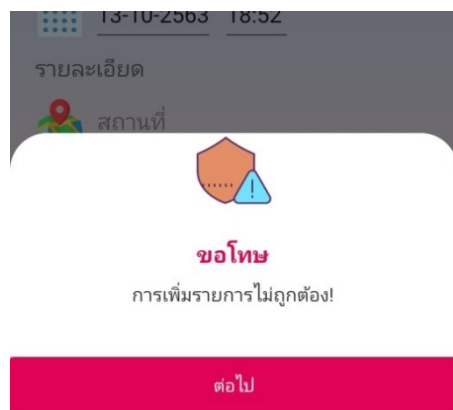 13-10-2563 18:52
รายละเอียด
สถานที่
ขอโทษ
การเพิ่มรายการไม่ถูกต้อง!
ต่อไป